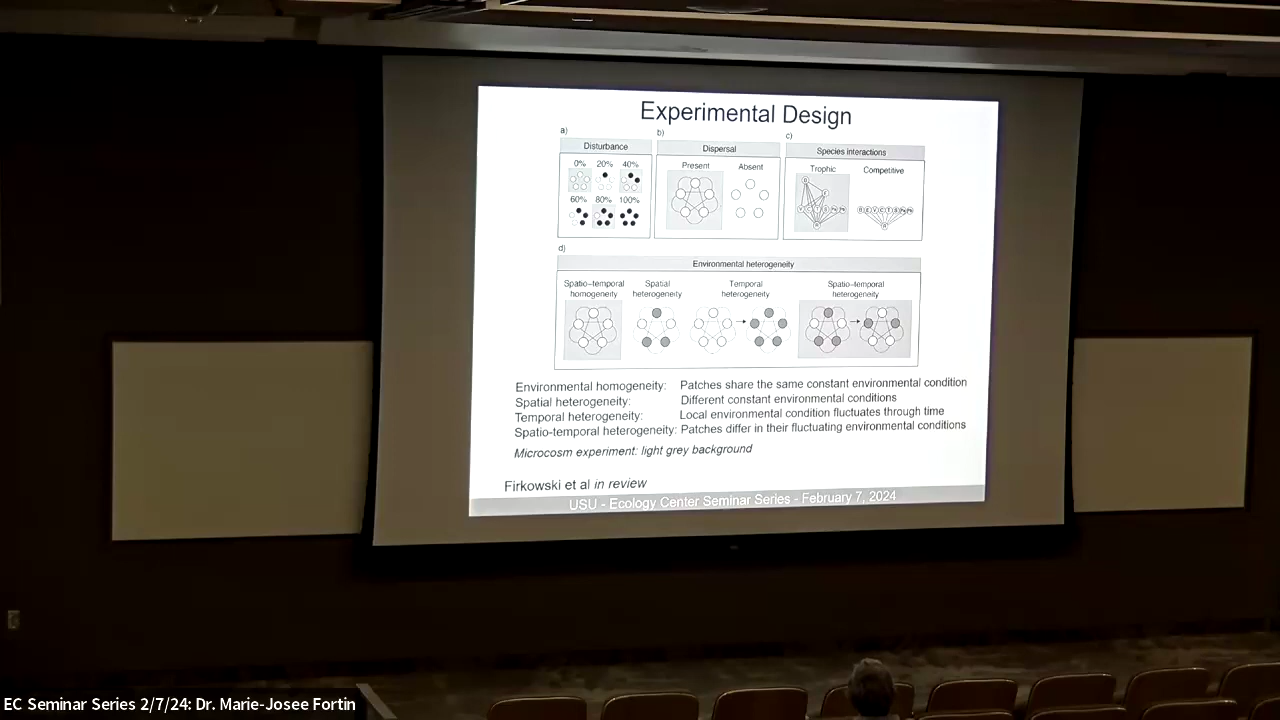 Experimental Design
a)
b)
c)
Disturbance
Dispersal
Species interactions
0% 20% 40%
60% 80% 100%
Present Absent
Trophic Competitive
d)
Environmental heterogeneity
Spatio-temporal homogeneity
Spatial heterogeneity
Temporal heterogeneity
Spatio-temporal heterogeneity
Environmental homogeneity: Patches share the same constant environmental condition
Spatial heterogeneity: Different constant environmental conditions
Temporal heterogeneity: Local environmental condition fluctuates through time
Spatio-temporal heterogeneity: Patches differ in their fluctuating environmental conditions
Microcosm experiment: light grey background
Firkowski et al in review
USU - Ecology Center Seminar Series - February 7, 2024
EC Seminar Series 2/7/24: Dr. Marie-Josee Fortin